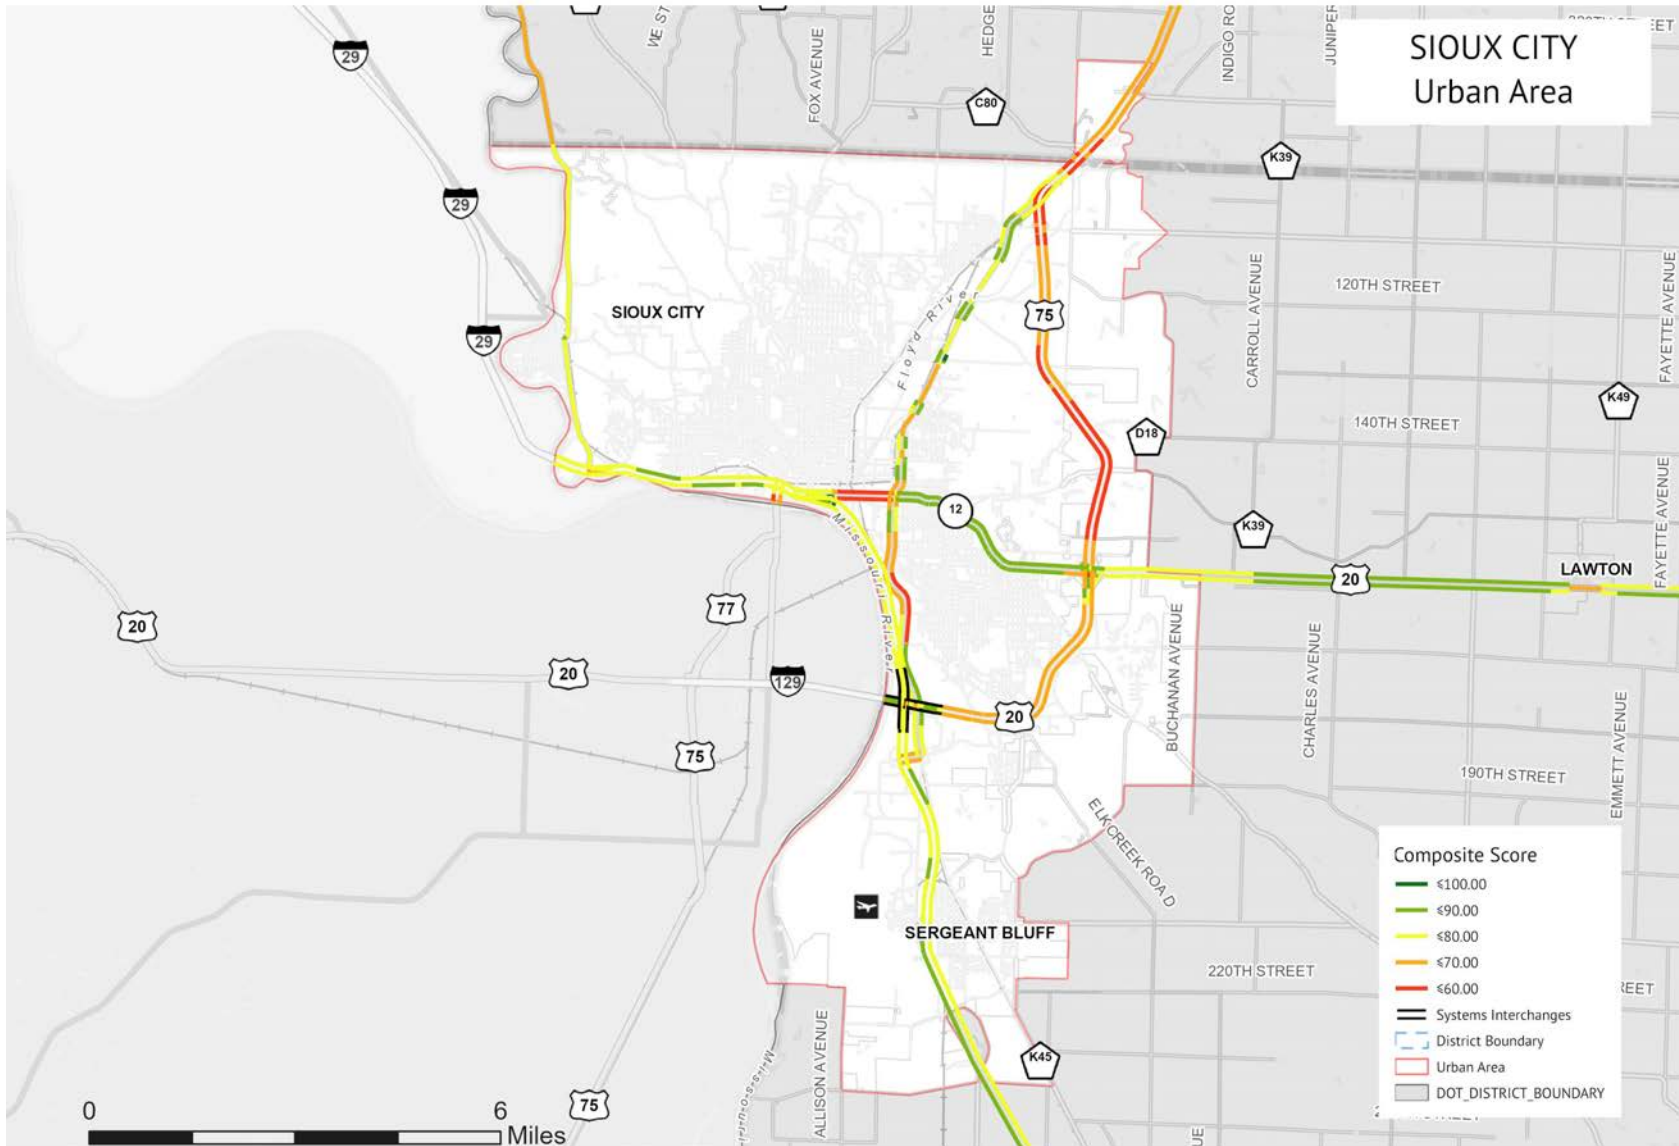 SIOUX CITY
Urban Area
29
WEST
FOX AVENUE
HEDGE
INDIGO RO
JUNIPER
C80
K39
29
CARROLL AVENUE
120TH STREET
FAYETTE AVENUE
SIOUX CITY
Floyd River
75
29
K49
140TH STREET
D18
12
K39
FAYETTE AVENUE
Missouri River
LAWTON
20
77
20
20
129
20
BUCHANAN AVENUE
CHARLES AVENUE
EMMETT AVENUE
75
190TH STREET
ELK CREEK ROAD
SERGEANT BLUFF
220TH STREET
REET
ALLISON AVENUE
K45
Missouri
75
UE
Composite Score
≤100.00
≤90.00
≤80.00
≤70.00
≤60.00
Systems Interchanges
District Boundary
Urban Area
DOT_DISTRICT_BOUNDARY
0
6
Miles